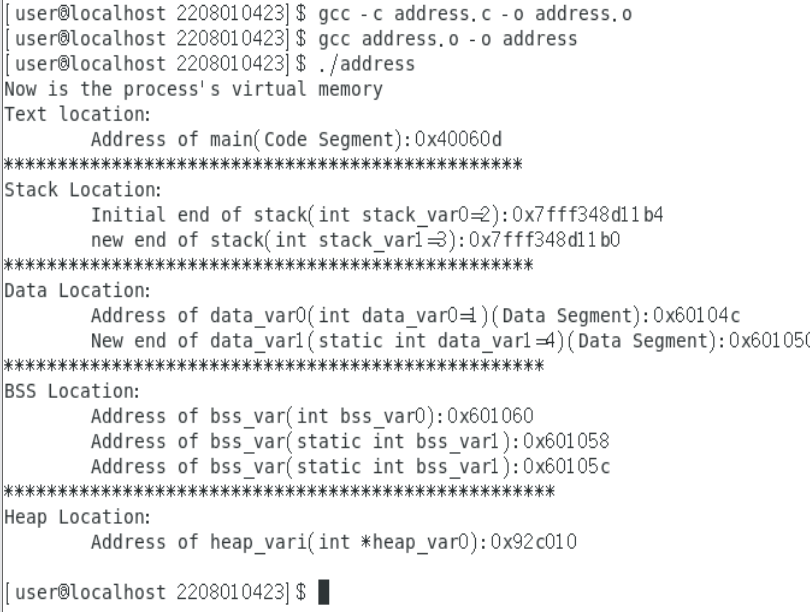 [user@localhost 2208010423]$ gcc -c address.c -o address.o
[user@localhost 2208010423]$ gcc address.o -o address
[user@localhost 2208010423]$ ./address
Now is the process's virtual memory
Text location:
Address of main(Code Segment):0x40060d
************************************************
Stack Location:
Initial end of stack(int stack_var0=2):0x7fff348d11b4
new end of stack(int stack_var1=3):0x7fff348d11b0
*************************************************
Data Location:
Address of data_var0(int data_var0=1)(Data Segment):0x60104c
New end of data_var1(static int data_var1=4)(Data Segment):0x601050
**************************************************
BSS Location:
Address of bss_var(int bss_var0):0x601060
Address of bss_var(static int bss_var1):0x601058
Address of bss_var(static int bss_var1):0x60105c
***************************************************
Heap Location:
Address of heap_vari(int *heap_var0):0x92c010
[user@localhost 2208010423]$